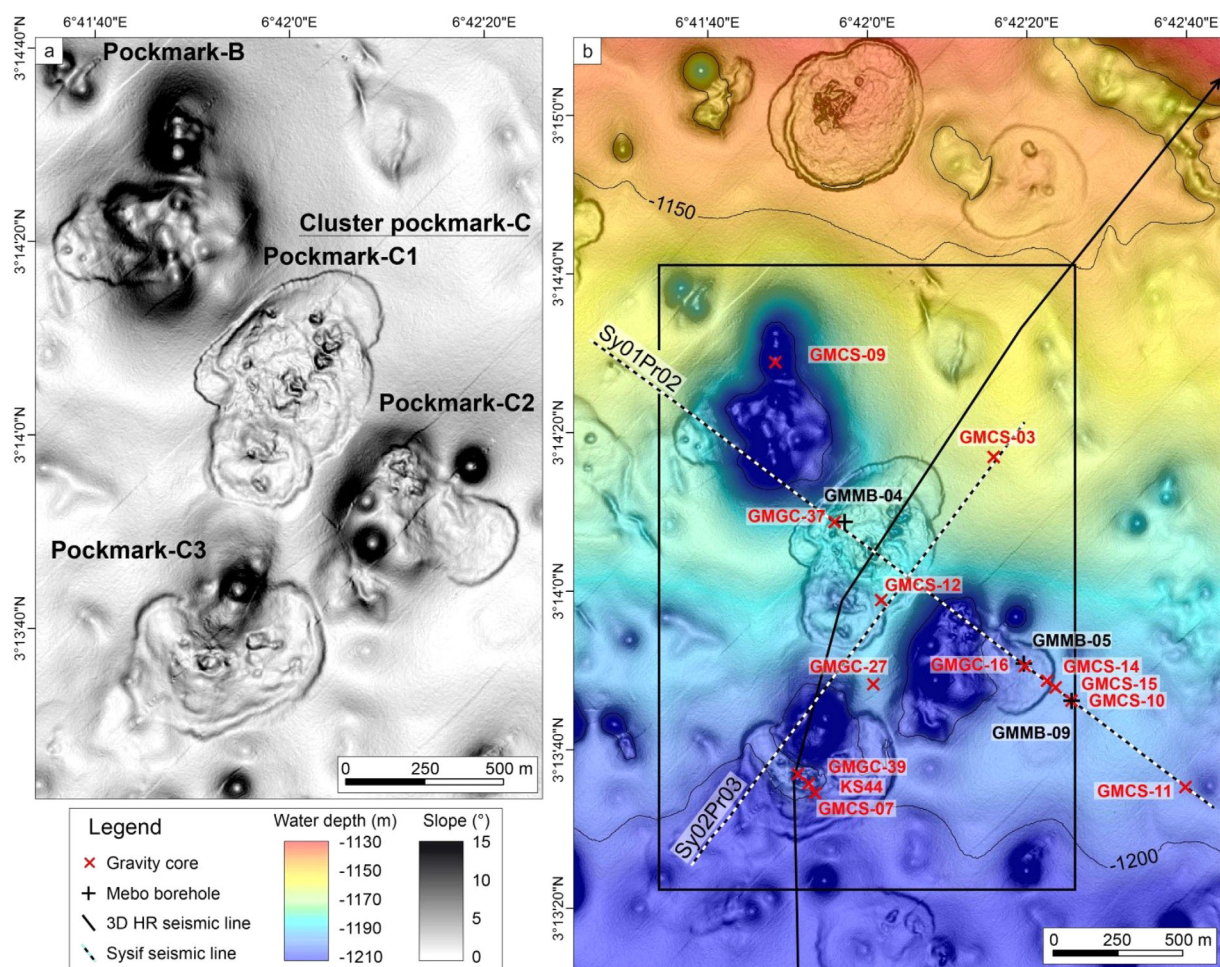 6°41'40"E
6°42'0"E
6°42'20"E
3°14'40"N
3°14'20"N
3°14'0"N
3°13'40"N
a
Pockmark-B
Cluster pockmark-C
Pockmark-C1
Pockmark-C2
Pockmark-C3
0 250 500 m
Legend
Gravity core
Mebo borehole
3D HR seismic line
Sysif seismic line
Water depth (m)
-1130
-1150
-1170
-1190
-1210
Slope (°)
15
10
5
0
6°41'40"E
6°42'0"E
6°42'20"E
6°42'40"E
3°15'0"N
3°14'40"N
3°14'20"N
3°14'0"N
3°13'40"N
3°13'20"N
b
-1150
Sy01Pr02
GMCS-09
GMCS-03
GMMB-04
GMGC-37
GMCS-12
GMMB-05
GMGC-27
GMGC-16
GMCS-14
GMCS-15
GMCS-10
GMMB-09
GMGC-39
KS44
GMCS-07
GMCS-11
Sy02Pr03
-1200
0 250 500 m